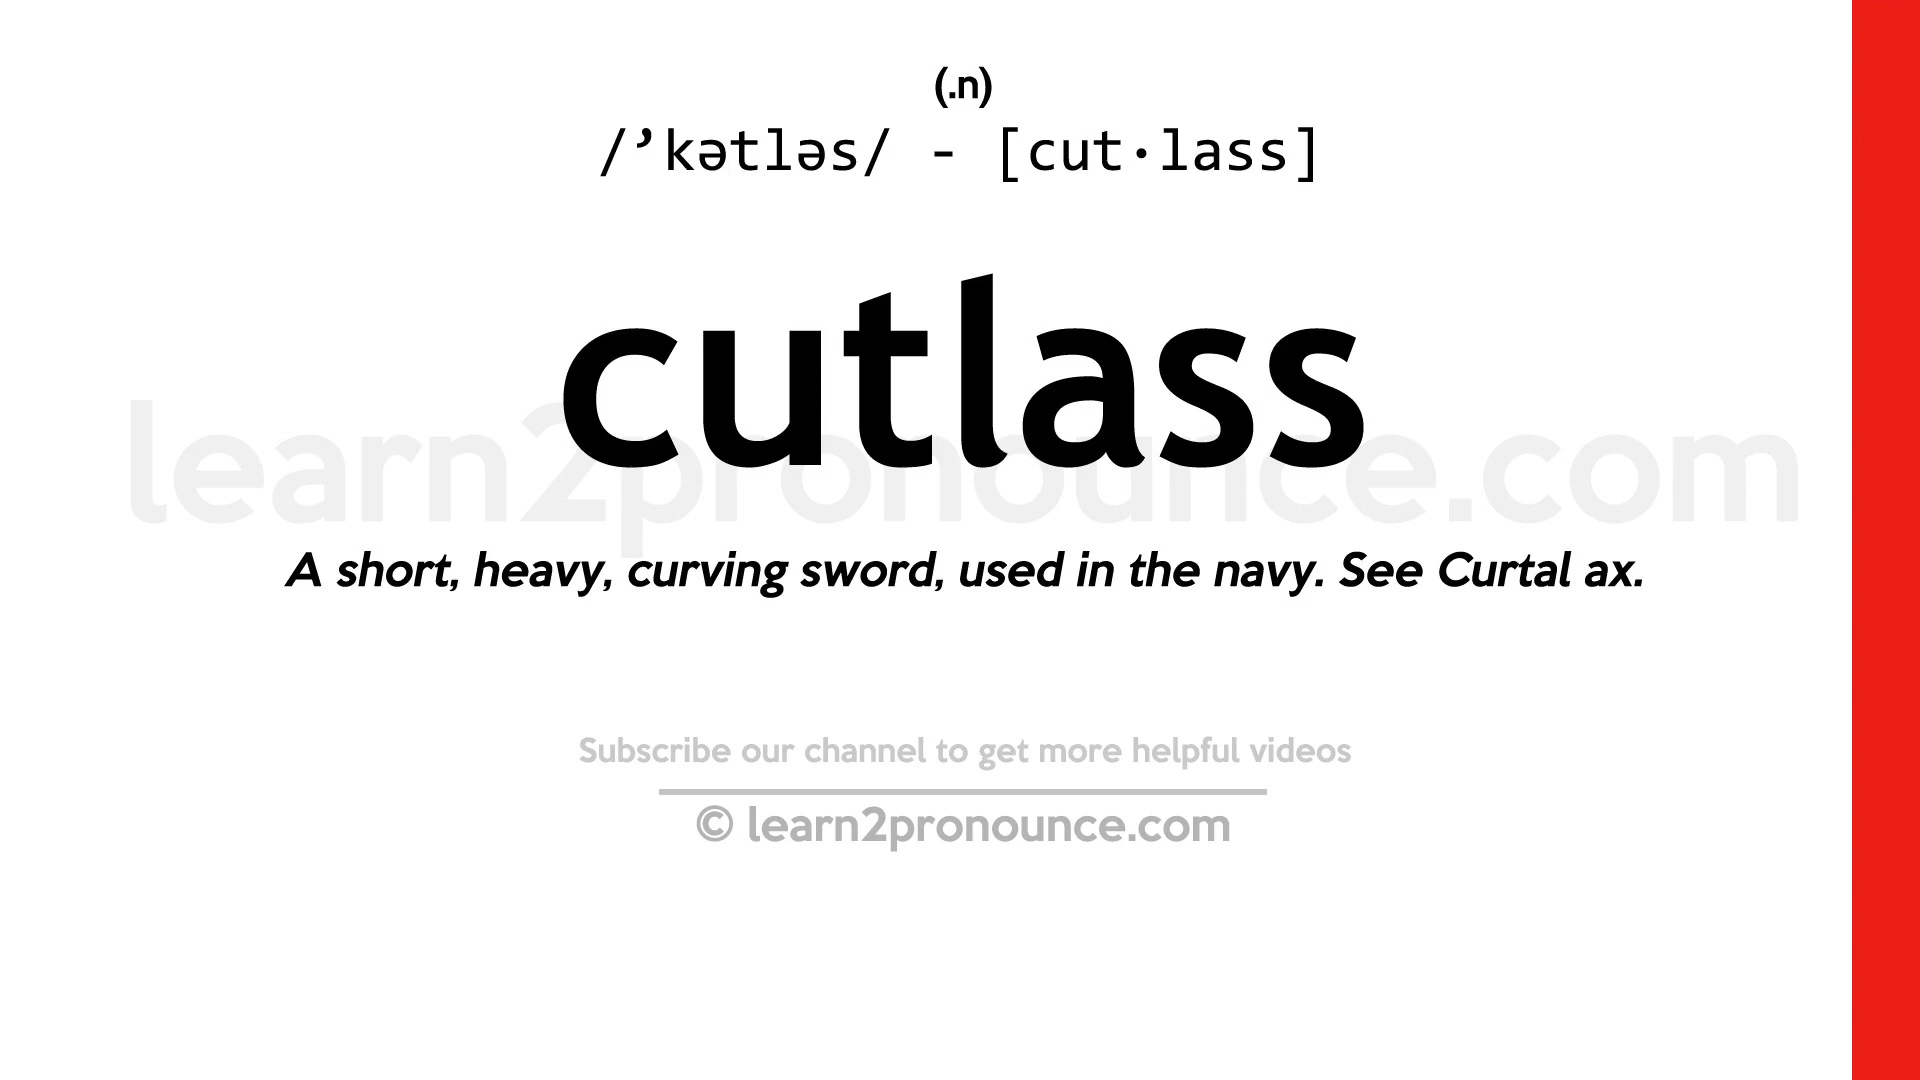 (.n)
/’kətləs/ - [cut·lass]
cutlass
learn2pronounce.com
A short, heavy, curving sword, used in the navy. See Curtal ax.
Subscribe our channel to get more helpful videos
© learn2pronounce.com